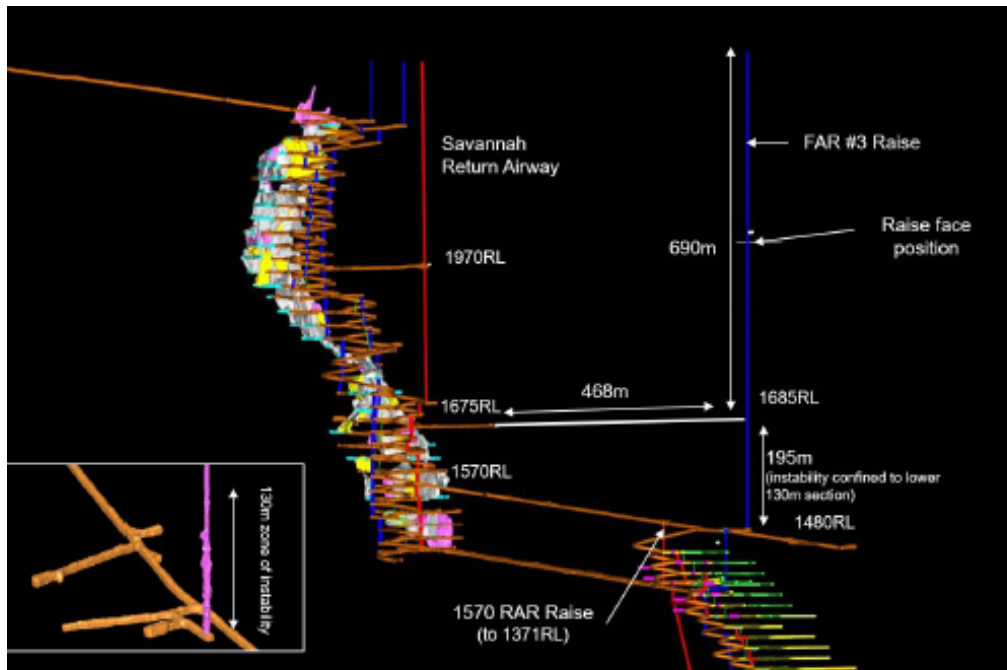 Savannah
Return Airway
FAR #3 Raise
Raise face
position
690m
1970RL
468m
1675RL
1685RL
1570RL
195m
(instability confined to lower
130m section)
1480RL
130m zone of instability
1570 RAR Raise
(to 1371RL)